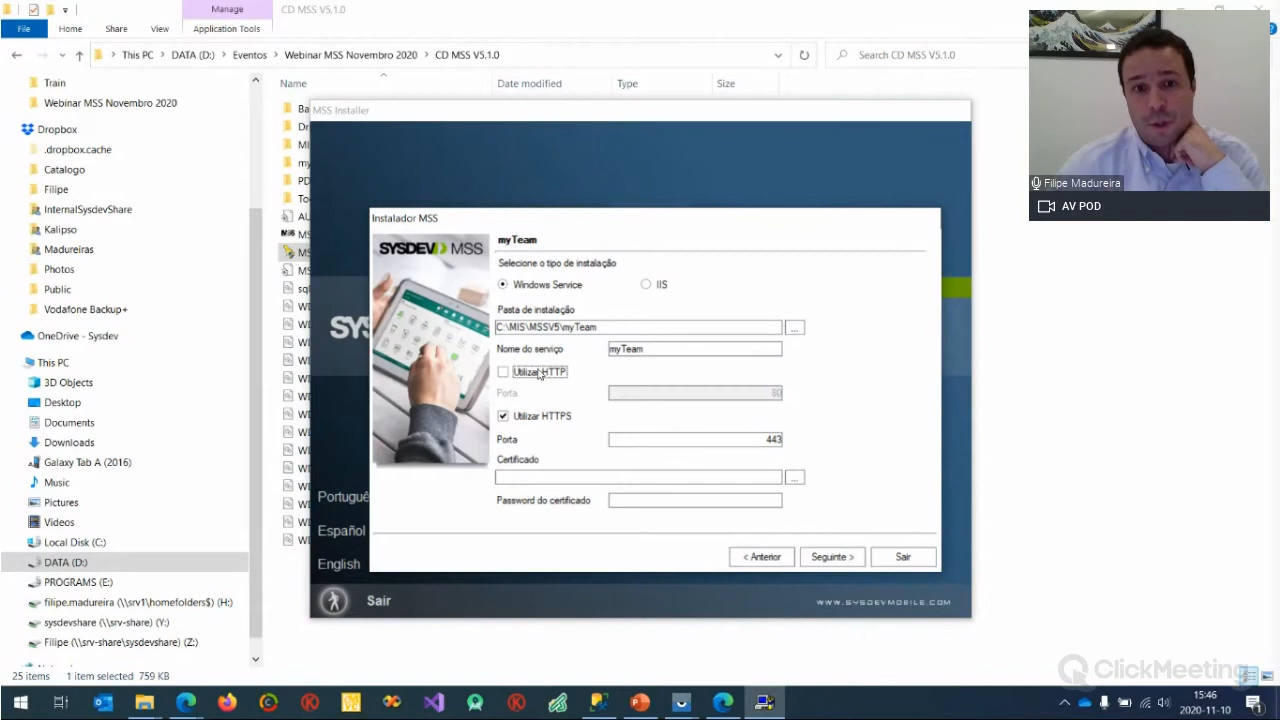 Manage
CD MSS V5.1.0
File
Home
Share
View
Application Tools
This PC
DATA (D:)
Eventos
Webinar MSS Novembro 2020
CD MSS V5.1.0
Search CD MSS V5.1.0
Train
Webinar MSS Novembro 2020
Dropbox
.dropbox.cache
Catalogo
Filipe
InternalSysdevShare
Kalipso
Madureiras
Photos
Public
Vodafone Backup+
OneDrive - Sysdev
This PC
3D Objects
Desktop
Documents
Downloads
Galaxy Tab A (2016)
Music
Pictures
Videos
Local Disk (C:)
DATA (D:)
PROGRAMS (E:)
filipe.madureira (\\srv1\homefolders$) (H:)
sysdevshare (\\srv-share) (Y:)
Filipe (\\srv-share\sysdevshare) (Z:)
Name
Date modified
Type
Size
MSS Installer
Instalador MSS
SYSDEV MSS
myTeam
Selecione o tipo de instalação
Windows Service
IIS
Pasta de instalação
C:\MIS\MSSV5\myTeam
...
Nome do serviço
myTeam
Utilizar HTTP
Porta
80
Utilizar HTTPS
Porta
443
Certificado
...
Password do certificado
< Anterior
Seguinte >
Sair
Español
English
Sair
WWW.SYSDEVMOBILE.COM
Filipe Madureira
AV POD
25 items
1 item selected
759 KB
ClickMeeting
15:46
2020-11-10
1